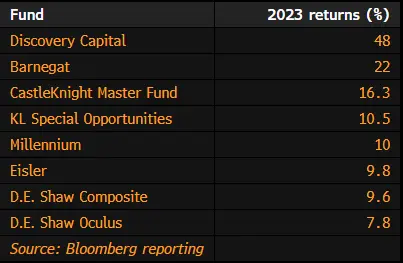 Fund 2023 returns (%)
Discovery Capital 48
Barnegat 22
CastleKnight Master Fund 16.3
KL Special Opportunities 10.5
Millennium 10
Eisler 9.8
D.E. Shaw Composite 9.6
D.E. Shaw Oculus 7.8
Source: Bloomberg reporting